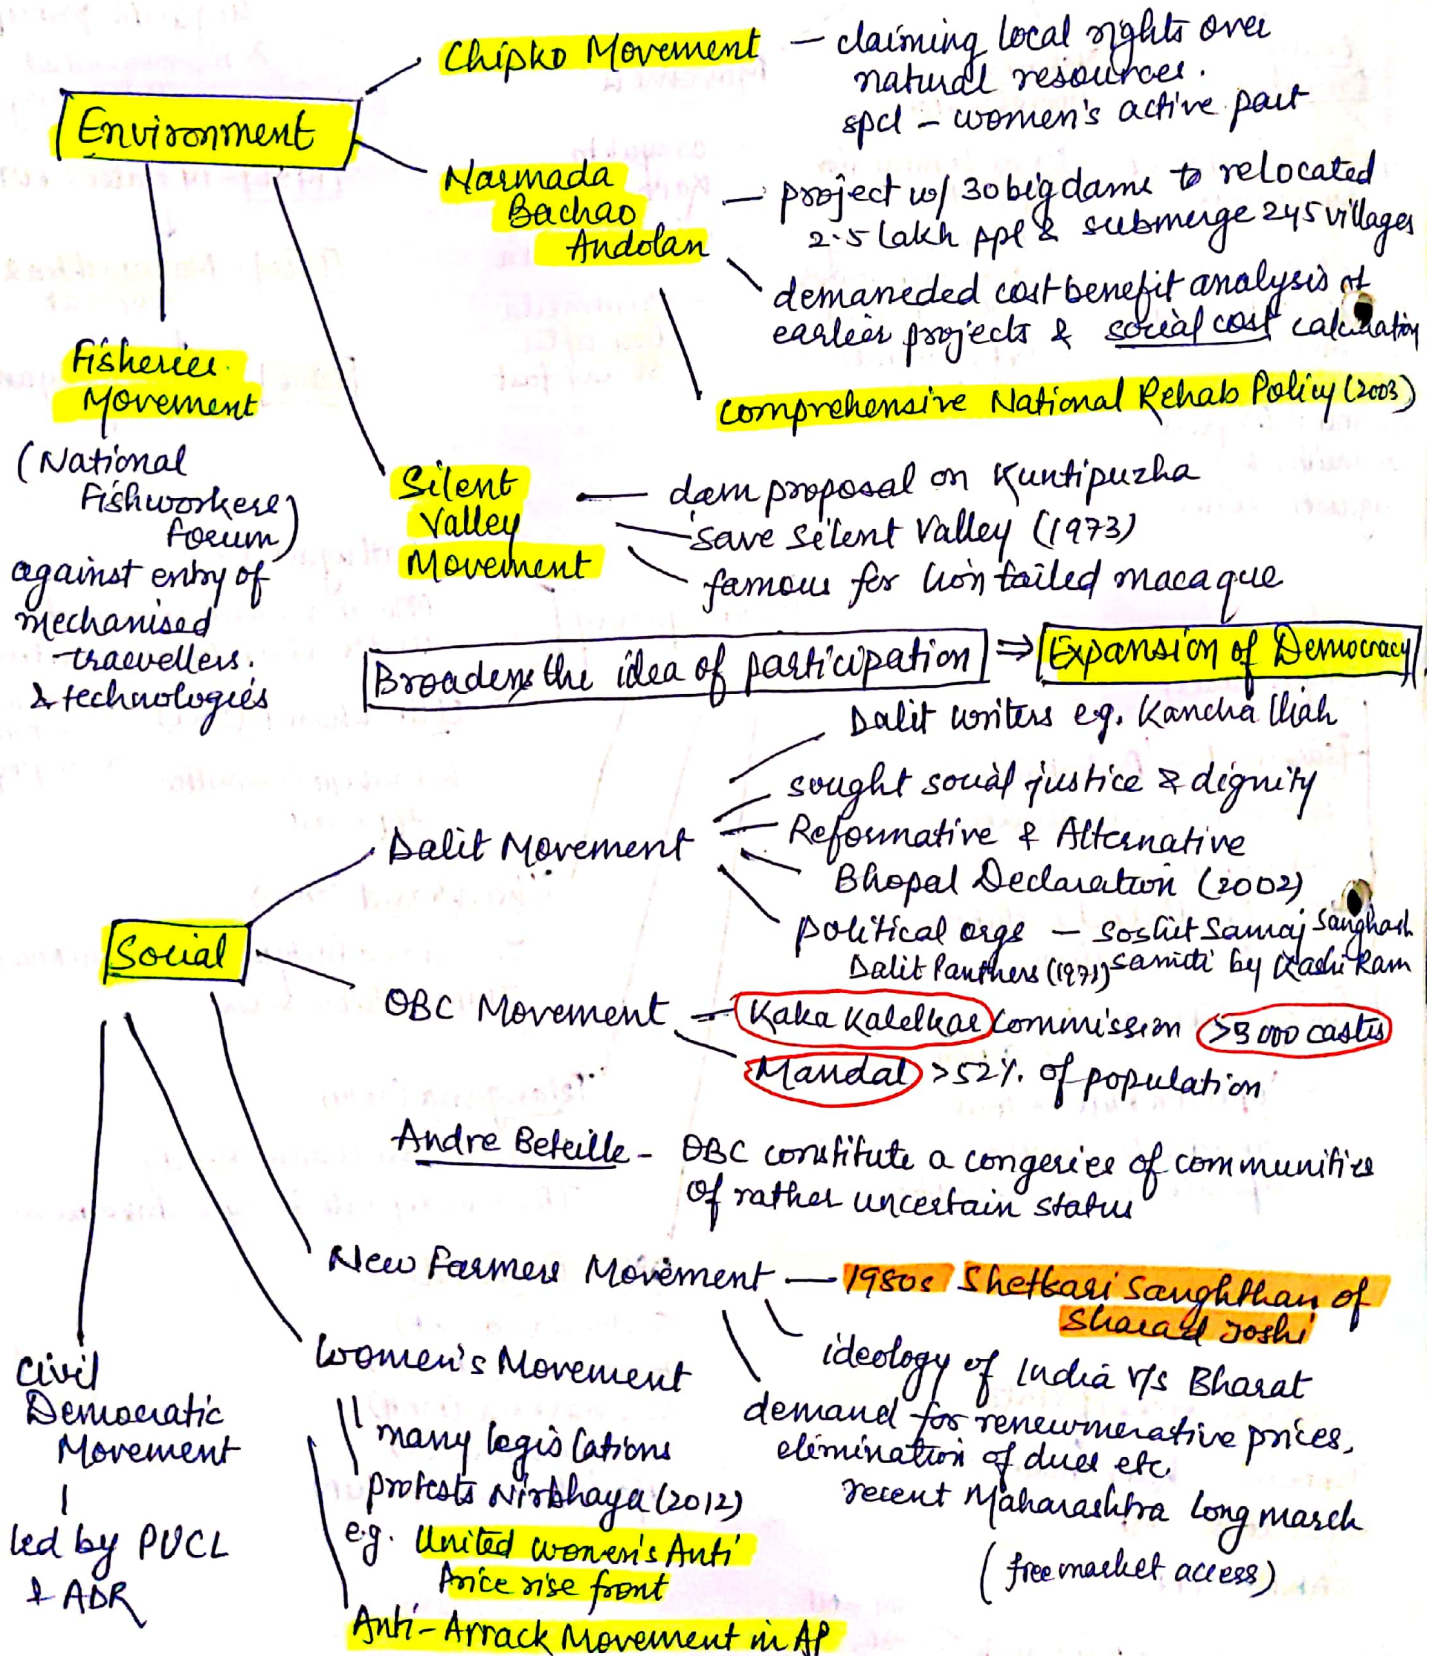 Chipko Movement – claiming local rights over
natural resources.
spcl – women's active part
Environment
Narmada
Bachao
Andolan
– project w/ 30 big dams to relocated
2.5 lakh ppl & submerge 245 villages
demaneded cost benefit analysis of
earlier projects & social cost calculation
Comprehensive National Rehab Policy (2003)
Fisheries
Movement
(National
Fishworkers
forum)
against entry of
mechanised
traevellers.
& technologies
Silent
Valley
Movement
– dam proposal on Kuntipuzha
Save Silent Valley (1973)
famous for lion tailed macaque
Broadens the idea of participation ⇒ Expansion of Democracy
Social
Dalit Movement
Dalit writers eg. Kancha Iliah
sought social justice & dignity
Reformative & Alternative
Bhopal Declaration (2002)
political orgs – Soshit Samaj Sanghash
Dalit Panthers (1973) samiti by Kashi Ram
OBC Movement – Kaka Kalelkar Commission >3000 castes
Mandal >52% of population
Andre Beteille – OBC constitute a congeries of communities
of rather uncertain status
New Farmers Movement – 1980s Shetkari Sanghthan of
Sharad Joshi
ideology of India v/s Bharat
demand for renewmerative prices,
elimination of dues etc.
recent Maharashtra Long march
(free market access)
Women's Movement
many legislations
protests Nirbhaya (2012)
e.g. United women's Anti
Price rise front
Anti-Arrack Movement in AP
Civil
Democratic
Movement
led by PUCL
& ADR